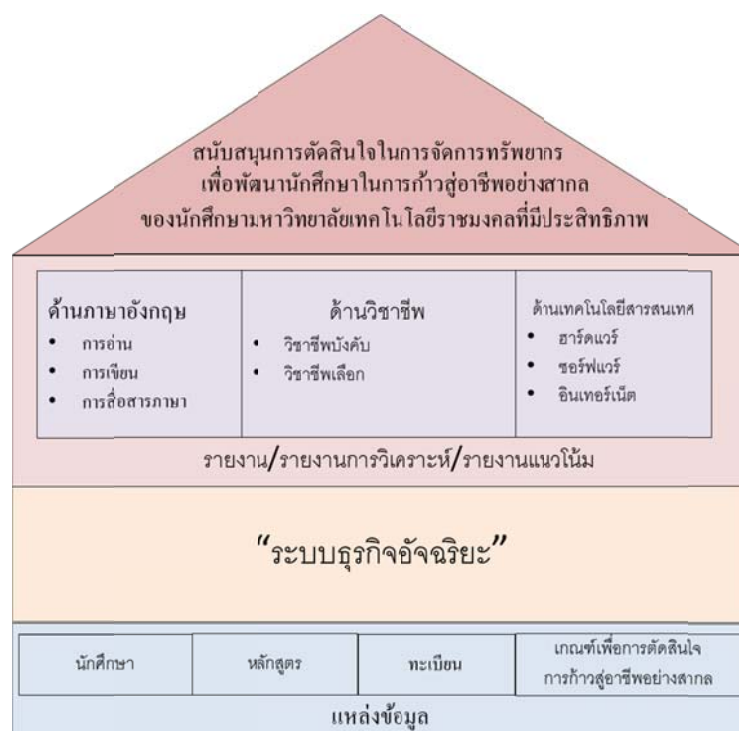 สนับสนุนการตัดสินใจในการจัดการทรัพยากร
เพื่อพัฒนานักศึกษาในการก้าวสู่อาชีพอย่างสากล
ของนักศึกษามหาวิทยาลัยเทคโนโลยีราชมงคลที่มีประสิทธิภาพ
ด้านภาษาอังกฤษ
• การอ่าน
• การเขียน
• การสื่อสารภาษา
ด้านวิชาชีพ
• วิชาชีพบังคับ
• วิชาชีพเลือก
ด้านเทคโนโลยีสารสนเทศ
• ฮาร์ดแวร์
• ซอร์ฟแวร์
• อินเทอร์เน็ต
รายงาน/รายงานการวิเคราะห์/รายงานแนวโน้ม
“ระบบธุรกิจอัจฉริยะ”
นักศึกษา
หลักสูตร
ทะเบียน
เกณฑ์เพื่อการตัดสินใจ
การก้าวสู่อาชีพอย่างสากล
แหล่งข้อมูล